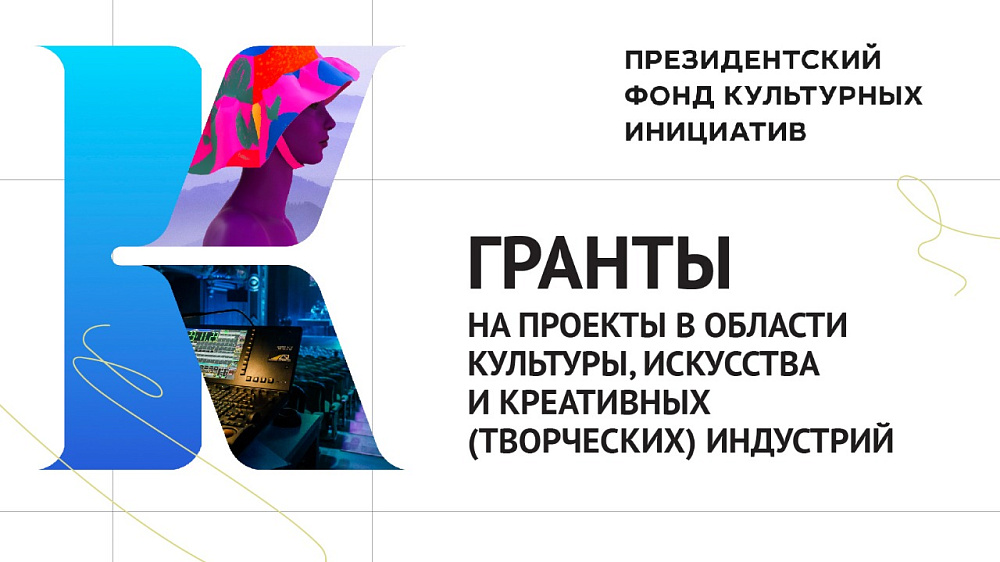 К
ПРЕЗИДЕНТСКИЙ
ФОНД КУЛЬТУРНЫХ
ИНИЦИАТИВ
ГРАНТЫ
НА ПРОЕКТЫ В ОБЛАСТИ
КУЛЬТУРЫ, ИСКУССТВА
И КРЕАТИВНЫХ
(ТВОРЧЕСКИХ) ИНДУСТРИЙ